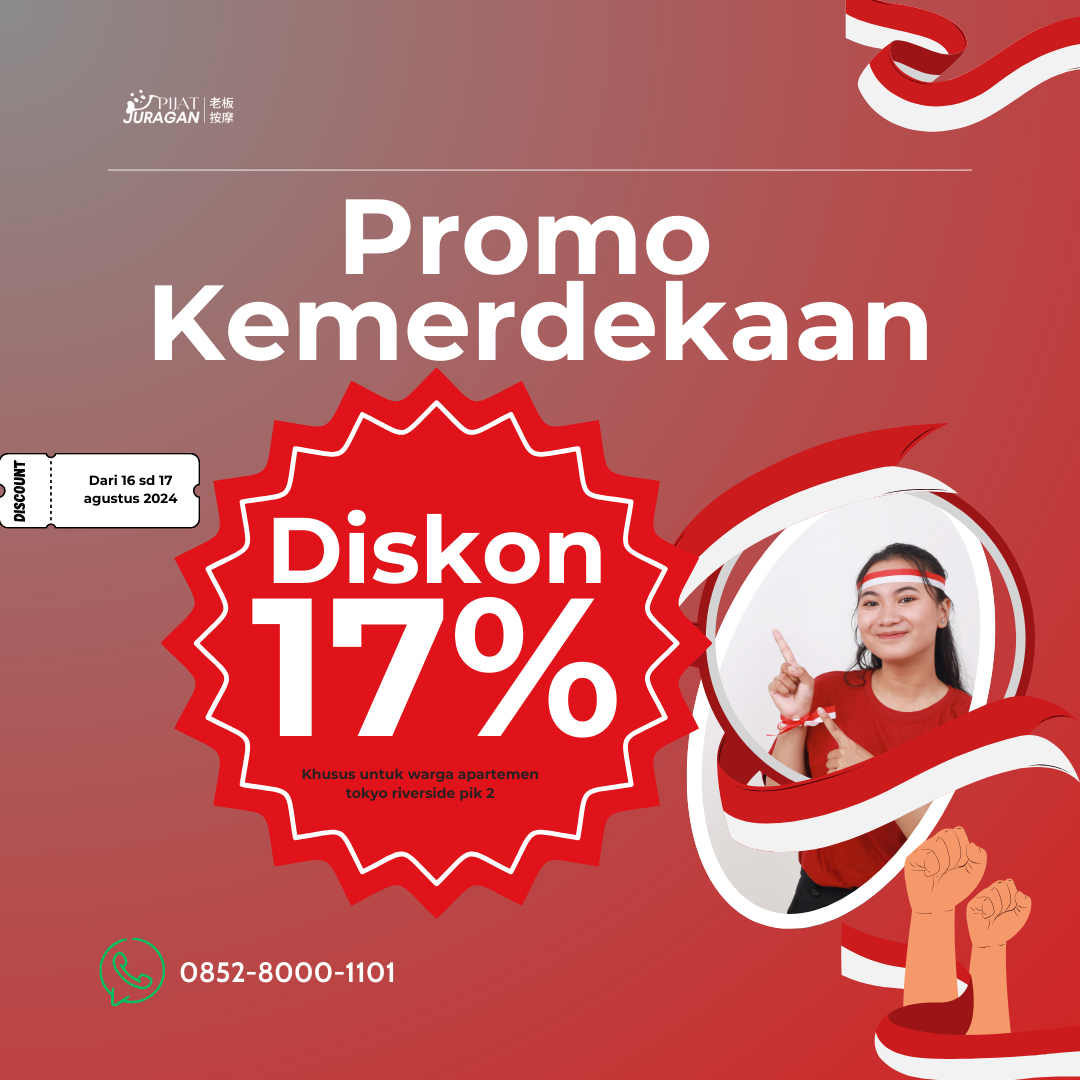 PIJAT
JURAGAN
老板
按摩
Promo
Kemerdekaan
DISCOUNT
Dari 16 sd 17
agustus 2024
Diskon
17%
Khusus untuk warga apartemen
tokyo riverside pik 2
0852-8000-1101